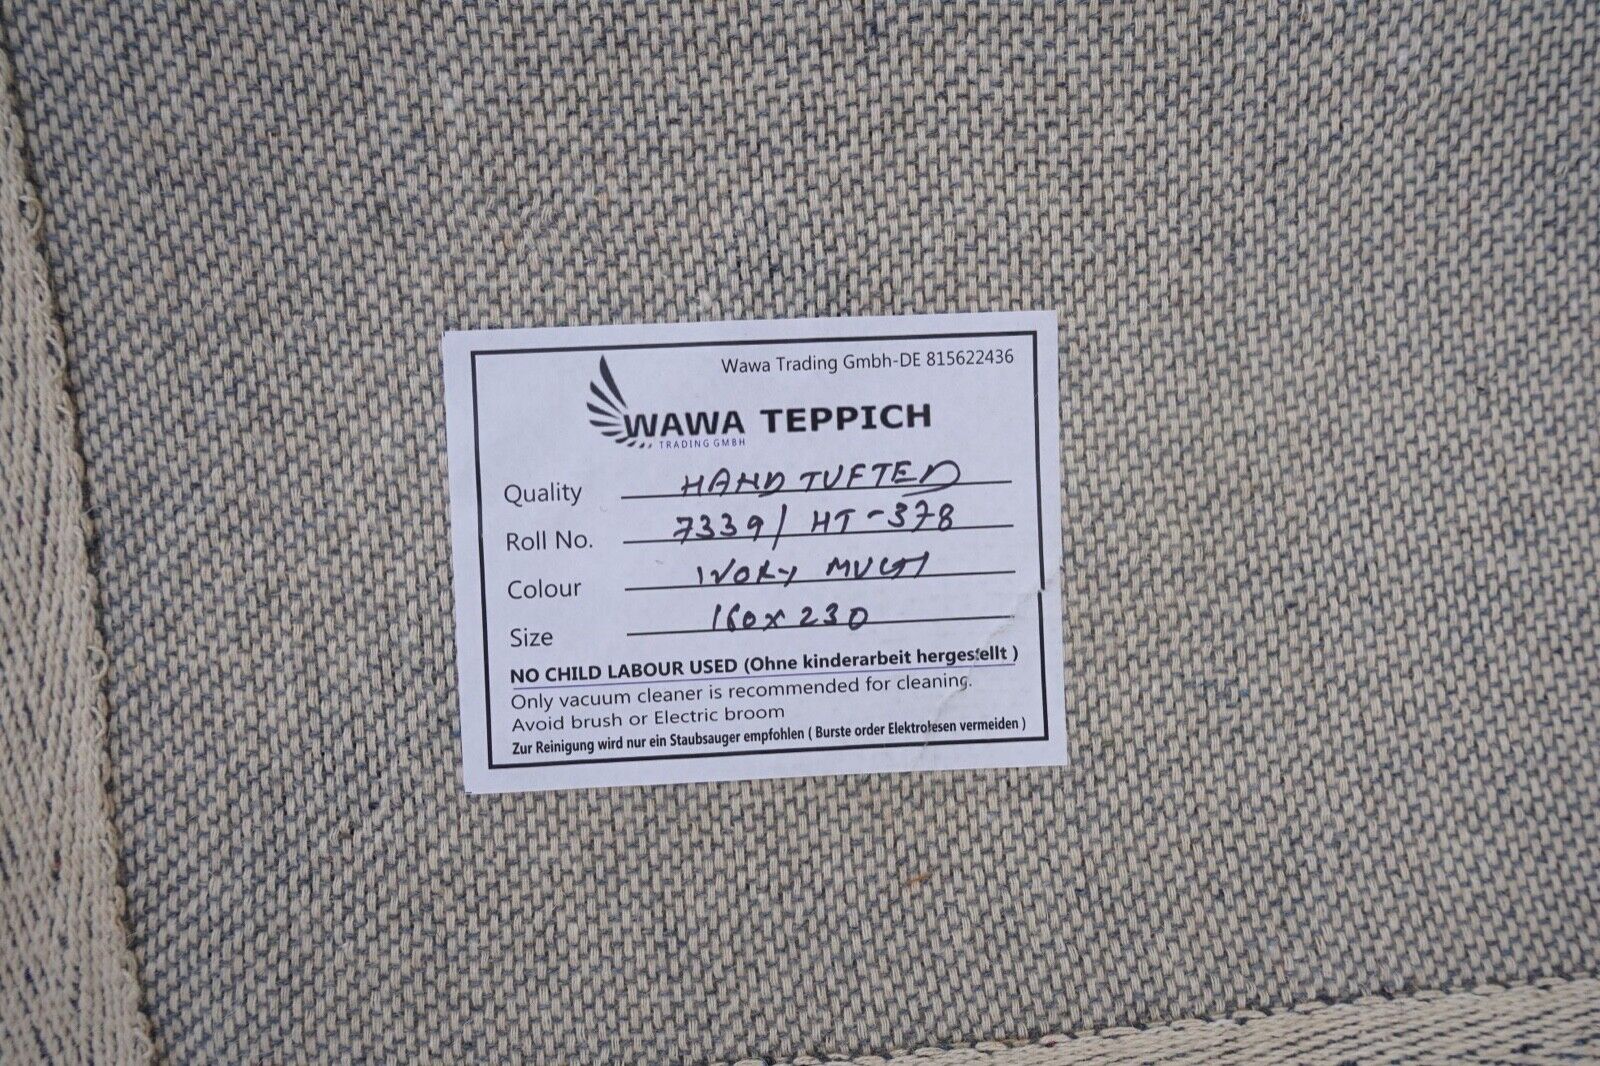 Wawa Trading Gmbh-DE 815622436
WAWA TEPPICH
TRADING GMBH
Quality HAND TUFTED
Roll No. 7339/ HT-378
Colour IVORY MULTI
Size 160x230
NO CHILD LABOUR USED (Ohne kinderarbeit hergestellt )
Only vacuum cleaner is recommended for cleaning.
Avoid brush or Electric broom
Zur Reinigung wird nur ein Staubsauger empfohlen ( Burste order Elektrolesen vermeiden )